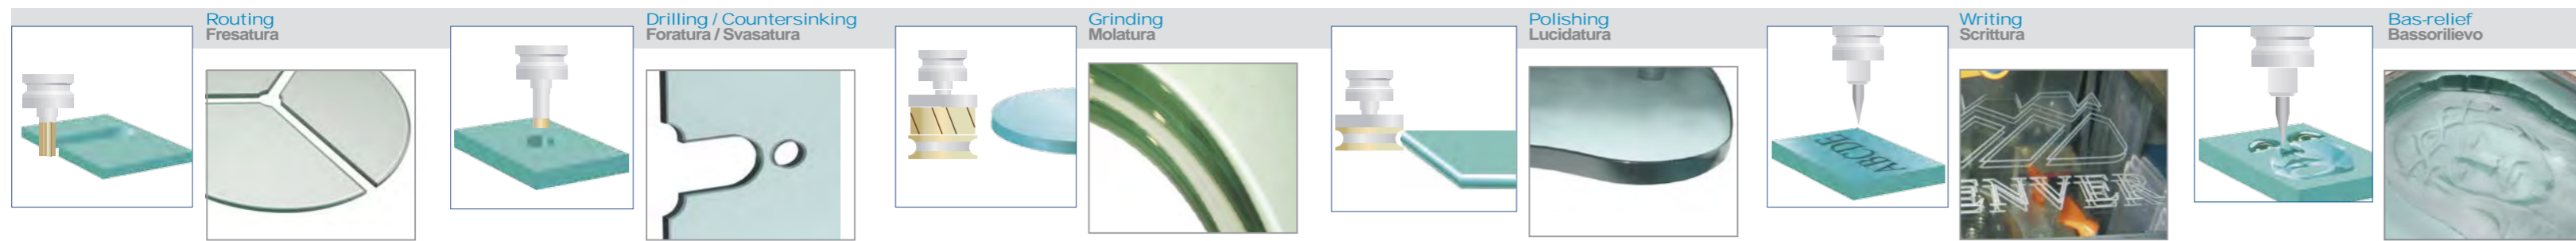 Routing
Fresatura
Drilling / Countersinking
Foratura / Svasatura
Grinding
Molatura
Polishing
Lucidatura
Writing
Scrittura
Bas-relief
Bassorilievo
ABCDE
ENVER